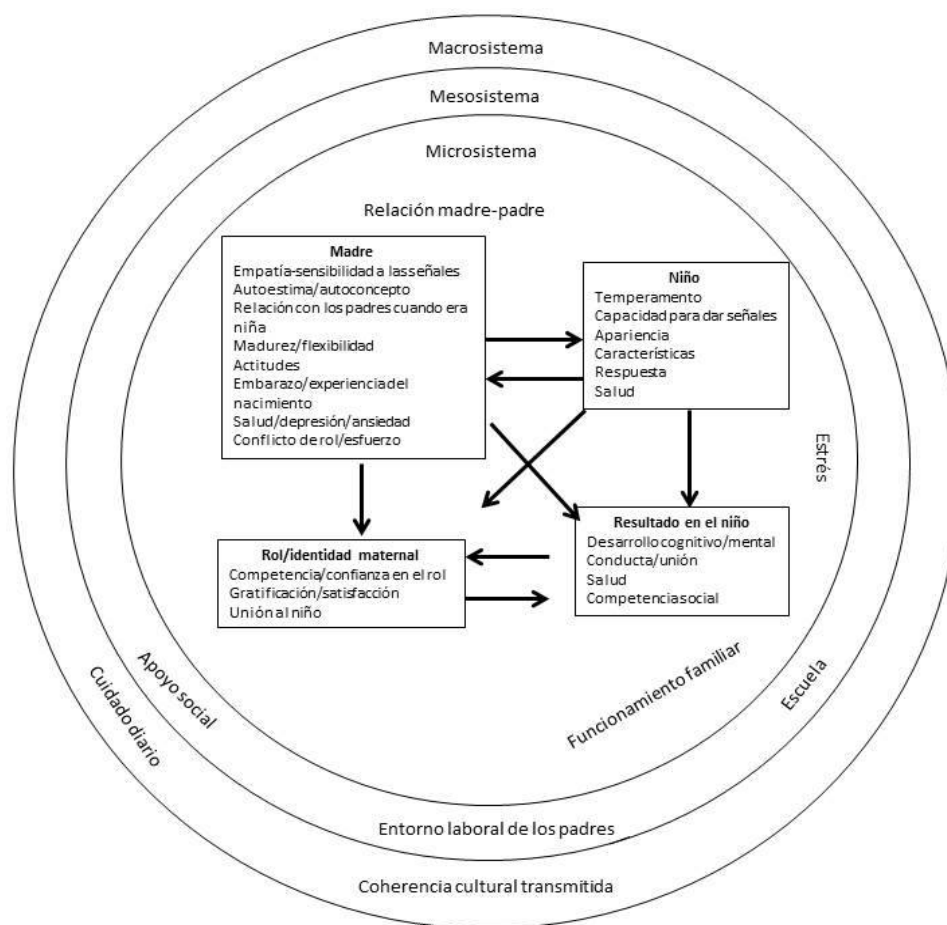 Macrosistema
Mesosistema
Microsistema
Relación madre-padre
Madre
Empatía-sensibilidad a las señales
Autoestima/autoconcepto
Relación con los padres cuando era
niña
Madurez/flexibilidad
Actitudes
Embarazo/experiencia del
nacimiento
Salud/depresión/ansiedad
Conflicto de rol/esfuerzo
Niño
Temperamento
Capacidad para dar señales
Apariencia
Características
Respuesta
Salud
Estrés
Rol/identidad maternal
Competencia/confianza en el rol
Gratificación/satisfacción
Unión al niño
Resultado en el niño
Desarrollo cognitivo/mental
Conducta/unión
Salud
Competencia social
Funcionamiento familiar
Escuela
Apoyo social
Cuidado diario
Entorno laboral de los padres
Coherencia cultural transmitida